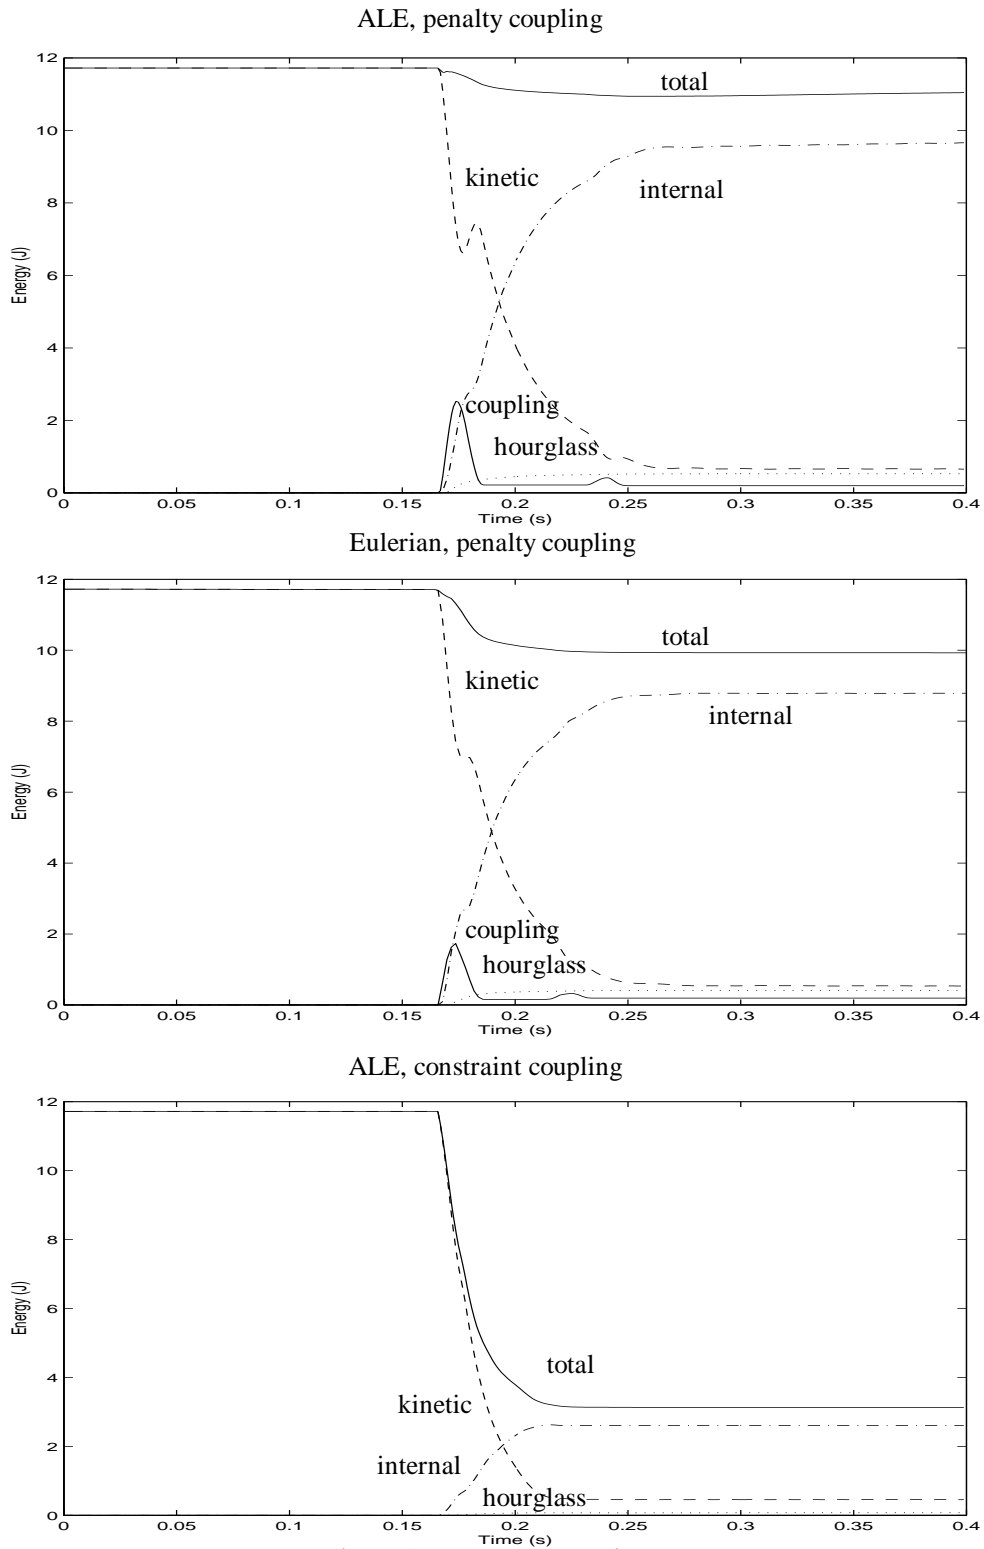 ALE, penalty coupling
12
10
8
6
4
2
0
Energy (J)
total
kinetic
internal
coupling
hourglass
0 0.05 0.1 0.15 0.2 0.25 0.3 0.35 0.4
Time (s)
Eulerian, penalty coupling
12
10
8
6
4
2
0
Energy (J)
total
kinetic
internal
coupling
hourglass
0 0.05 0.1 0.15 0.2 0.25 0.3 0.35 0.4
Time (s)
ALE, constraint coupling
12
10
8
6
4
2
0
Energy (J)
total
kinetic
internal
hourglass
0 0.05 0.1 0.15 0.2 0.25 0.3 0.35 0.4
Time (s)